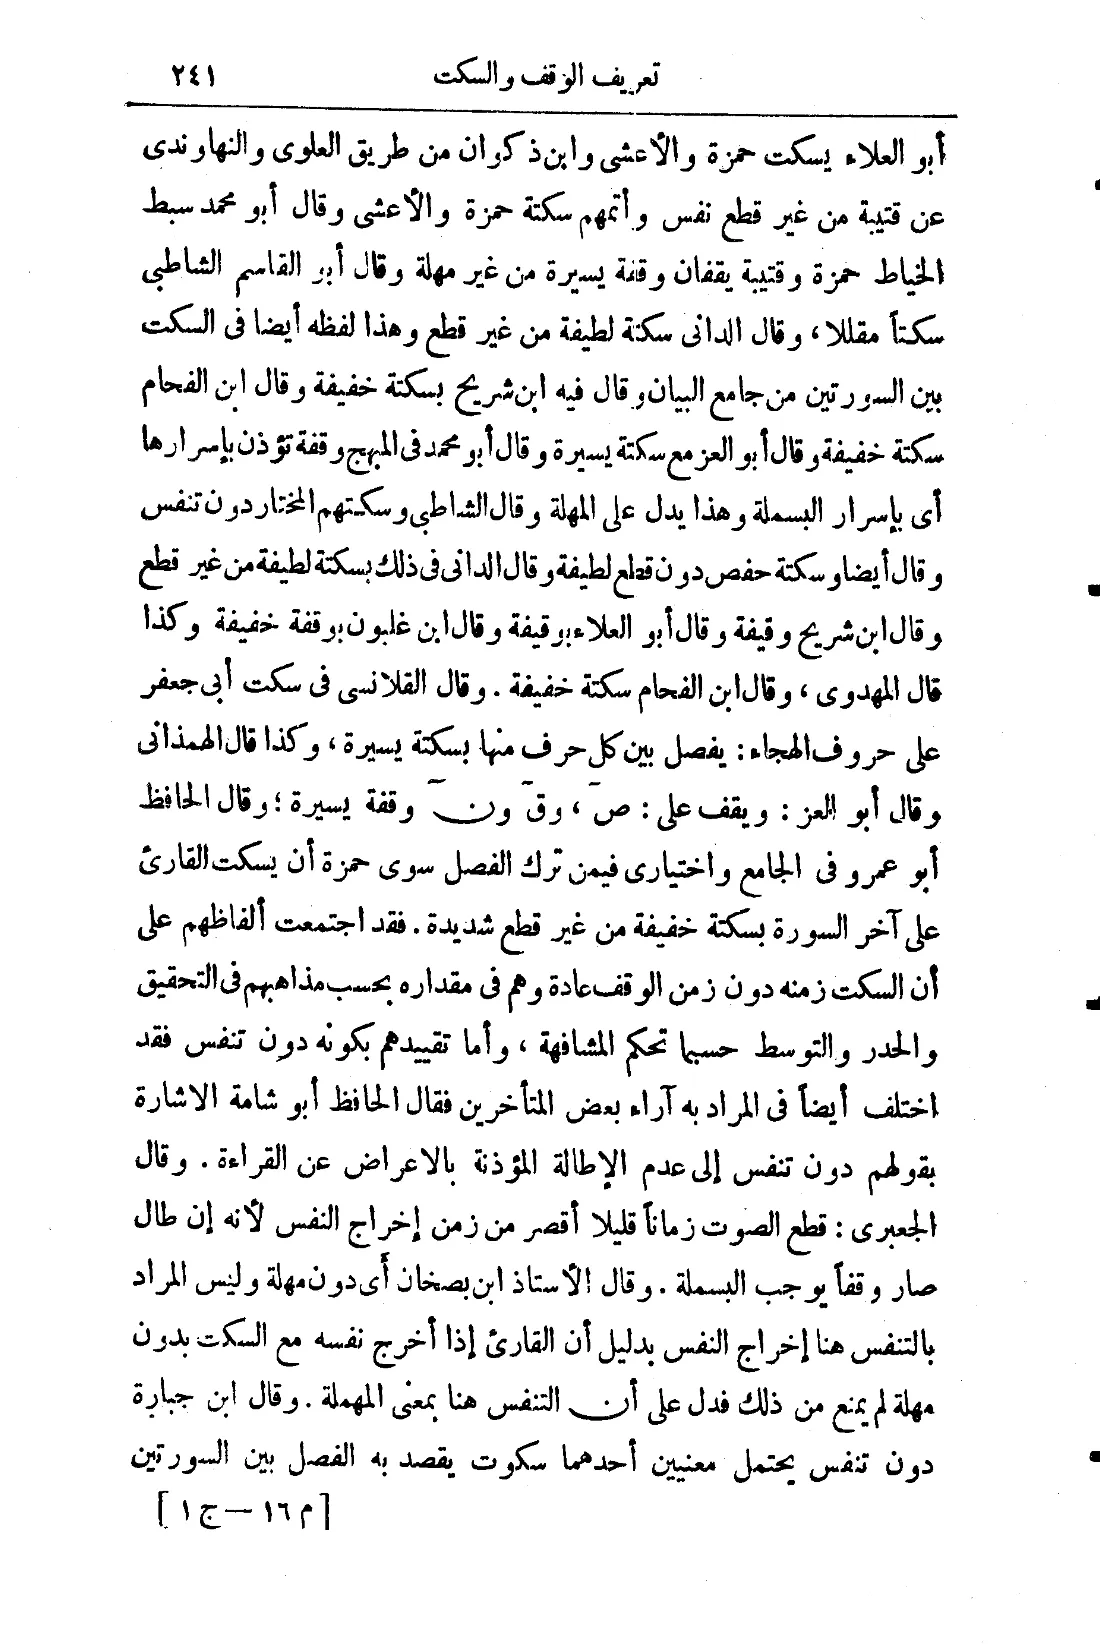 تعريف الوقف والسكت ٢٤١
أبو العلاء يسكت حمزة والأعشى وابن ذكوان من طريق العلوى والنهاوندى
عن قتيبة من غير قطع نفس وأتمهم سكتة حمزة والأعشى وقال أبو محمد سبط
الخياط حمزة وقتيبة يقفان وقفة يسيرة من غير مهلة وقال أبو القاسم الشاطبي
سكتاً مقللا، وقال الدانى سكتة لطيفة من غير قطع وهذا لفظه أيضا فى السكت
بين السورتين من جامع البيان وقال فيه ابن شريح بسكتة خفيفة وقال ابن الفحام
سكتة خفيفة وقال أبو العز مع سكتة يسيرة وقال أبو محمد فى المبهج وقفة تؤذن بإسرارها
أى بإسرار البسملة وهذا يدل على المهلة وقال الشاطبي وسكتهم المختار دون تنفس
وقال أيضا وسكتة حفص دون قطع لطيفة وقال الدانى فى ذلك بسكتة لطيفة من غير قطع
وقال ابن شريح وقيفة وقال أبو العلاء بوقيفة وقال ابن غلبون بوقفة خفيفة وكذا
قال المهدوى، وقال ابن الفحام سكتة خفيفة. وقال القلانسى فى سكت أبى جعفر
على حروف الهجاء: يفصل بين كل حرف منها بسكتة يسيرة، وكذا قال الهمذانى
وقال أبو العز: ويقف على: صۤ، وقۤ ونۤ وقفة يسيرة؛ وقال الحافظ
أبو عمرو فى الجامع واختيارى فيمن ترك الفصل سوى حمزة أن يسكت القارئ
على آخر السورة بسكتة خفيفة من غير قطع شديدة. فقد اجتمعت ألفاظهم على
أن السكت زمنه دون زمن الوقف عادة وهم فى مقداره بحسب مذاهبهم فى التحقيق
والحدر والتوسط حسبما تحكم المشافهة، وأما تقييدهم بكونه دون تنفس فقد
اختلف أيضاً فى المراد به آراء بعض المتأخرين فقال الحافظ أبو شامة الاشارة
بقولهم دون تنفس إلى عدم الإطالة المؤذنة بالاعراض عن القراءة. وقال
الجعبرى: قطع الصوت زماناً قليلا أقصر من زمن إخراج النفس لأنه إن طال
صار وقفاً يوجب البسملة. وقال الأستاذ ابن بصخان أى دون مهلة وليس المراد
بالتنفس هنا إخراج النفس بدليل أن القارئ إذا أخرج نفسه مع السكت بدون
مهلة لم يمنع من ذلك فدل على أن التنفس هنا بمعنى المهملة. وقال ابن جبارة
دون تنفس يحتمل معنيين أحدهما سكوت يقصد به الفصل بين السورتين
[ م ١٦ – ج ١ ]